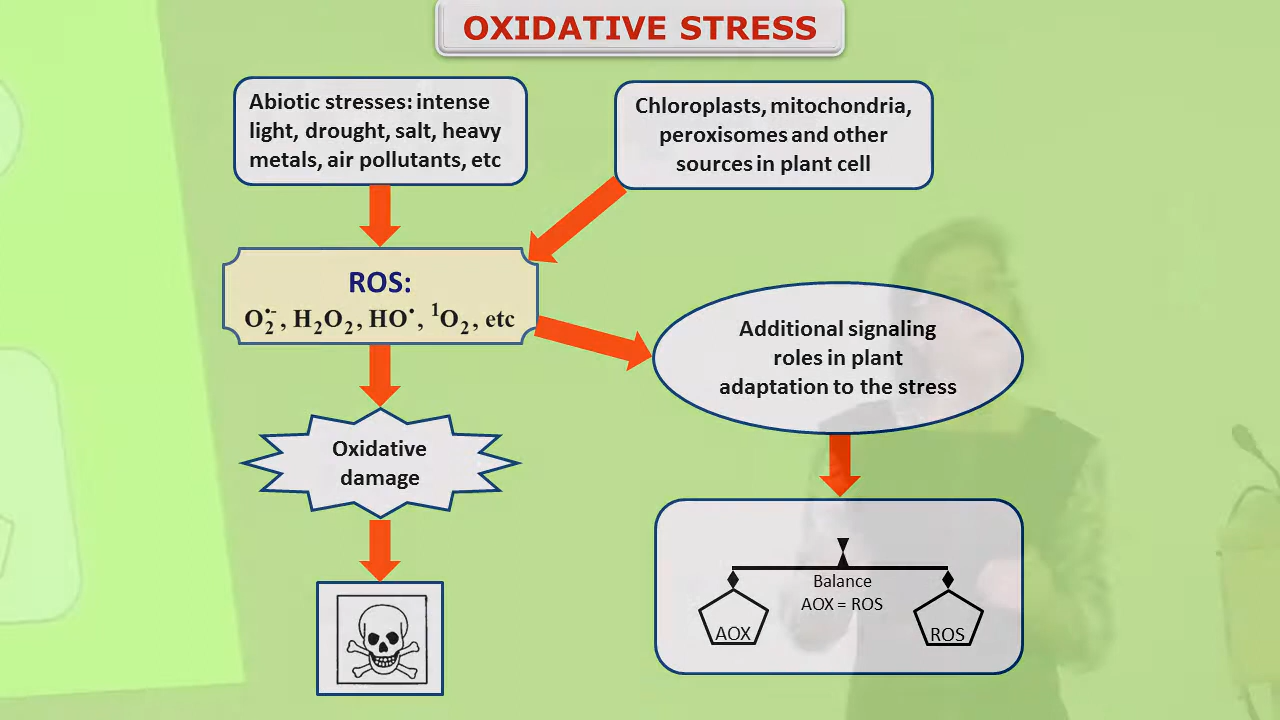 OXIDATIVE STRESS
Abiotic stresses: intense
light, drought, salt, heavy
metals, air pollutants, etc
Chloroplasts, mitochondria,
peroxisomes and other
sources in plant cell
ROS:
O₂•⁻, H₂O₂, HO•, ¹O₂, etc
Additional signaling
roles in plant
adaptation to the stress
Oxidative
damage
Balance
AOX = ROS
AOX
ROS